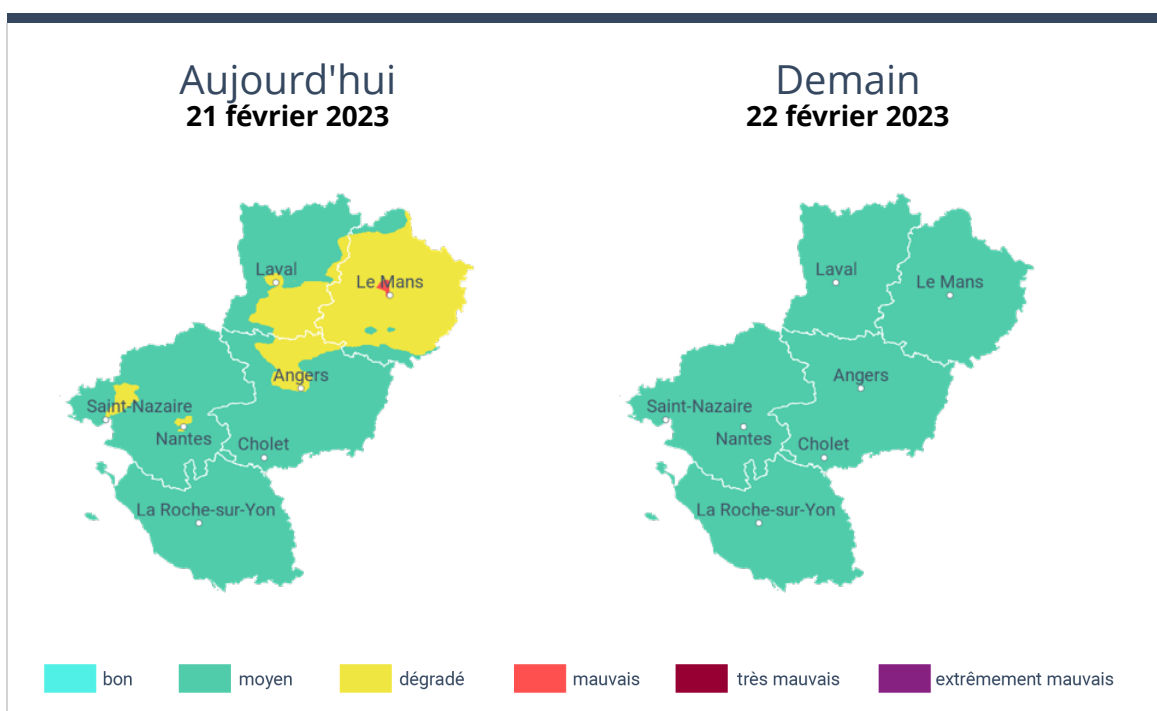 Aujourd'hui
21 février 2023
Laval
Le Mans
Angers
Saint-Nazaire
Nantes
Cholet
La Roche-sur-Yon
Demain
22 février 2023
Laval
Le Mans
Angers
Saint-Nazaire
Nantes
Cholet
La Roche-sur-Yon
bon
moyen
dégradé
mauvais
très mauvais
extrêmement mauvais